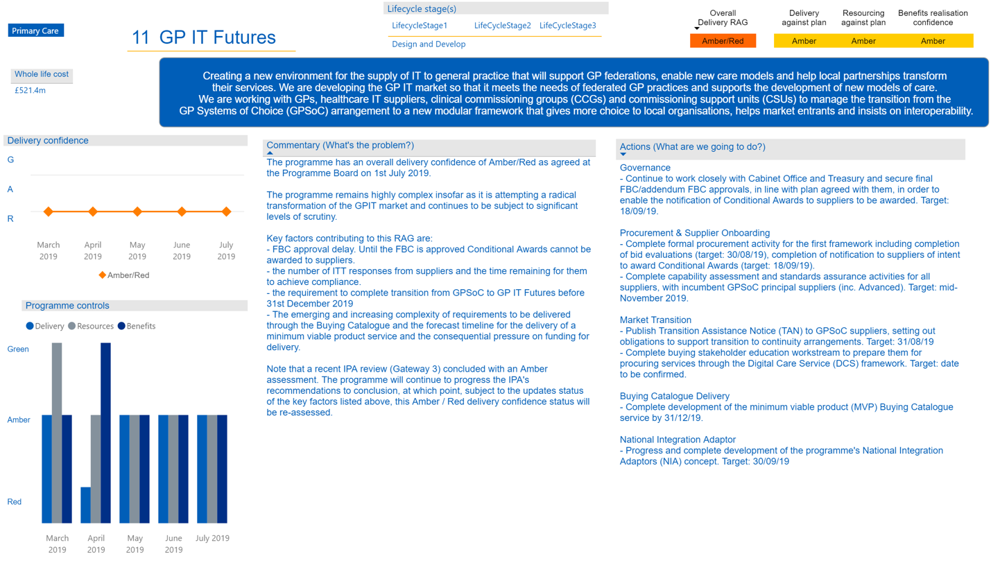 Primary Care
11 GP IT Futures
Lifecycle stage(s)
LifecycleStage1 LifeCycleStage2 LifeCycleStage3
Design and Develop
Overall
Delivery RAG
Amber/Red
Delivery
against plan
Amber
Resourcing
against plan
Amber
Benefits realisation
confidence
Amber
Whole life cost
£521.4m
Creating a new environment for the supply of IT to general practice that will support GP federations, enable new care models and help local partnerships transform
their services. We are developing the GP IT market so that it meets the needs of federated GP practices and supports the development of new models of care.
We are working with GPs, healthcare IT suppliers, clinical commissioning groups (CCGs) and commissioning support units (CSUs) to manage the transition from the
GP Systems of Choice (GPSoC) arrangement to a new modular framework that gives more choice to local organisations, helps market entrants and insists on interoperability.
Delivery confidence
G
A
R
March April May June July
2019 2019 2019 2019 2019
Amber/Red
Programme controls
Delivery Resources Benefits
Green
Amber
Red
March April May June July 2019
2019 2019 2019 2019
Commentary (What's the problem?)
The programme has an overall delivery confidence of Amber/Red as agreed at
the Programme Board on 1st July 2019.
The programme remains highly complex insofar as it is attempting a radical
transformation of the GPIT market and continues to be subject to significant
levels of scrutiny.
Key factors contributing to this RAG are:
- FBC approval delay. Until the FBC is approved Conditional Awards cannot be
awarded to suppliers.
- the number of ITT responses from suppliers and the time remaining for them
to achieve compliance.
- the requirement to complete transition from GPSoC to GP IT Futures before
31st December 2019
- The emerging and increasing complexity of requirements to be delivered
through the Buying Catalogue and the forecast timeline for the delivery of a
minimum viable product service and the consequential pressure on funding for
delivery.
Note that a recent IPA review (Gateway 3) concluded with an Amber
assessment. The programme will continue to progress the IPA's
recommendations to conclusion, at which point, subject to the updates status
of the key factors listed above, this Amber / Red delivery confidence status will
be re-assessed.
Actions (What are we going to do?)
Governance
- Continue to work closely with Cabinet Office and Treasury and secure final
FBC/addendum FBC approvals, in line with plan agreed with them, in order to
enable the notification of Conditional Awards to suppliers to be awarded. Target:
18/09/19.
Procurement & Supplier Onboarding
- Complete formal procurement activity for the first framework including completion
of bid evaluations (target: 30/08/19), completion of notification to suppliers of intent
to award Conditional Awards (target: 18/09/19).
- Complete capability assessment and standards assurance activities for all
suppliers, with incumbent GPSoC principal suppliers (inc. Advanced). Target: mid-
November 2019.
Market Transition
- Publish Transition Assistance Notice (TAN) to GPSoC suppliers, setting out
obligations to support transition to continuity arrangements. Target: 31/08/19
- Complete buying stakeholder education workstream to prepare them for
procuring services through the Digital Care Service (DCS) framework. Target: date
to be confirmed.
Buying Catalogue Delivery
- Complete development of the minimum viable product (MVP) Buying Catalogue
service by 31/12/19.
National Integration Adaptor
- Progress and complete development of the programme's National Integration
Adaptors (NIA) concept. Target: 30/09/19